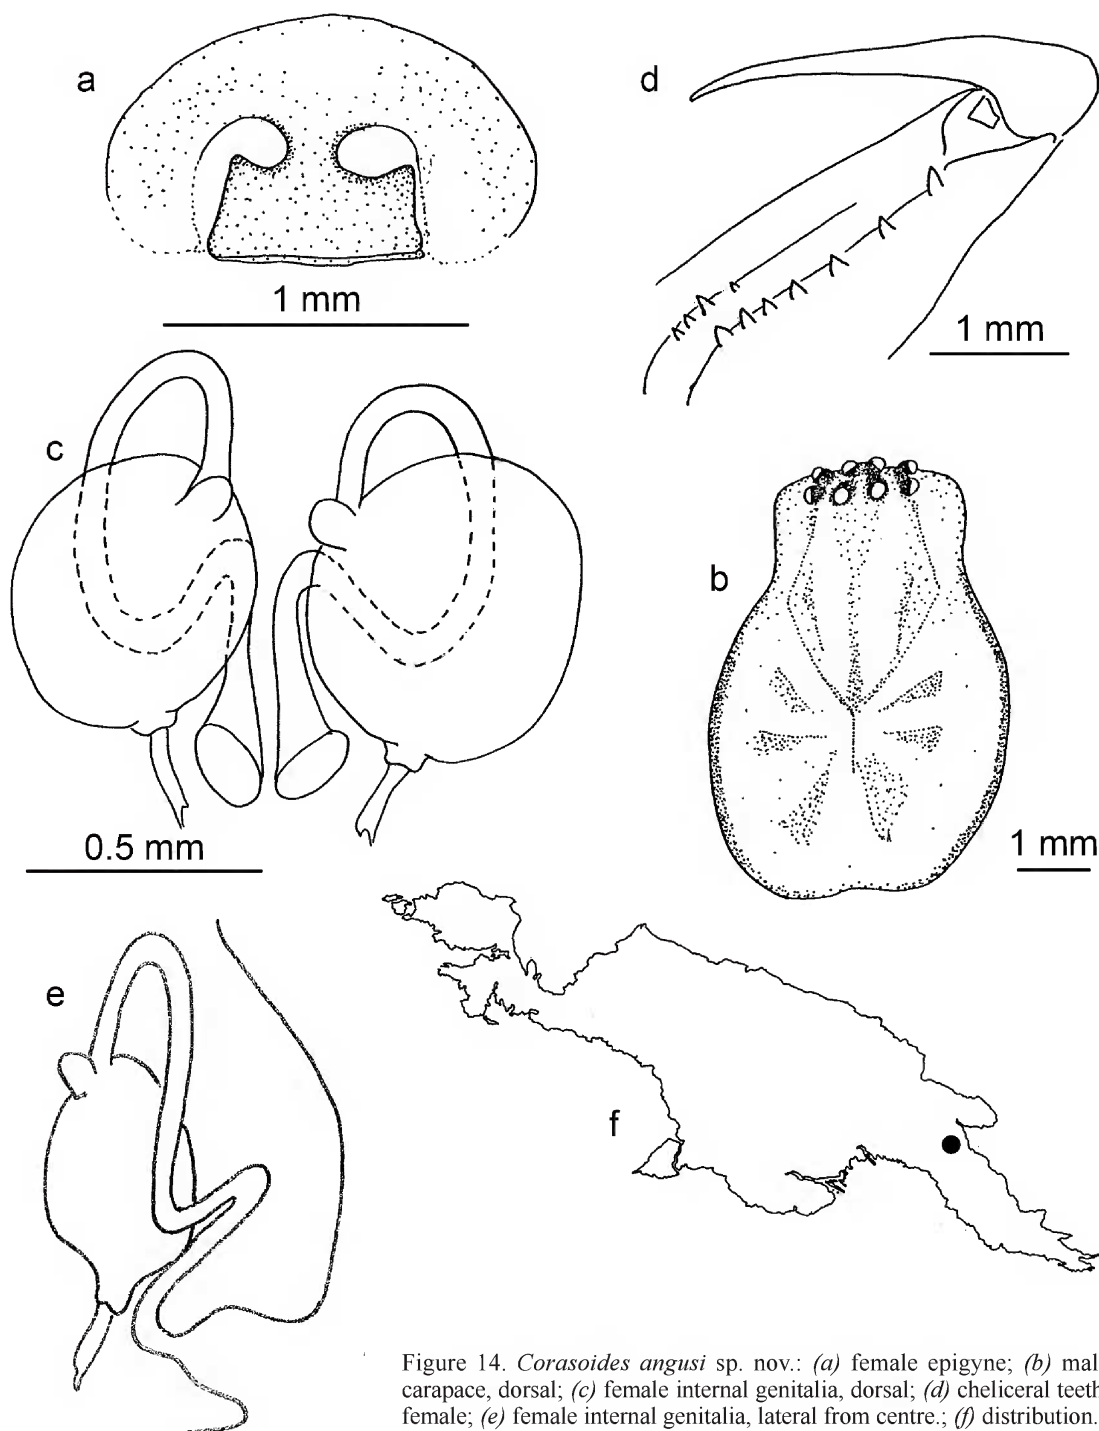 a
d
1 mm
1 mm
c
b
0.5 mm
1 mm
e
f
Figure 14. Corasoides angusi sp. nov.: (a) female epigyne; (b) mal
carapace, dorsal; (c) female internal genitalia, dorsal; (d) cheliceral teeth
female; (e) female internal genitalia, lateral from centre.; (f) distribution.